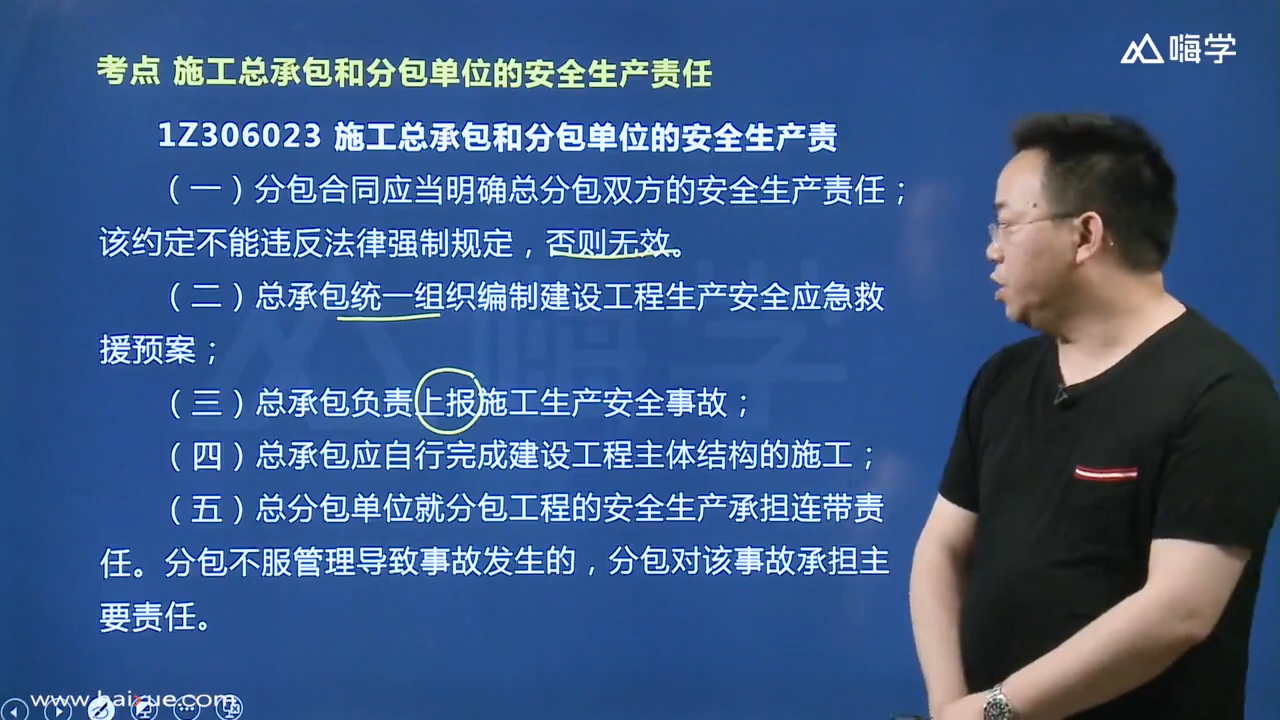 嗨学
考点 施工总承包和分包单位的安全生产责任
1Z306023 施工总承包和分包单位的安全生产责
（一）分包合同应当明确总分包双方的安全生产责任；
该约定不能违反法律强制规定，否则无效。
（二）总承包统一组织编制建设工程生产安全应急救
援预案；
（三）总承包负责上报施工生产安全事故；
（四）总承包应自行完成建设工程主体结构的施工；
（五）总分包单位就分包工程的安全生产承担连带责
任。分包不服管理导致事故发生的，分包对该事故承担主
要责任。
嗨学
www.haixue.com